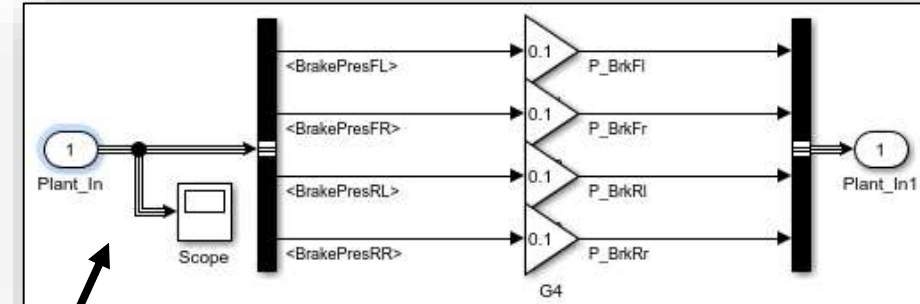 <BrakePresFL>
0.1
P_BrkFl
<BrakePresFR>
0.1
P_BrkFr
1
Plant_In
1
Plant_In1
<BrakePresRL>
0.1
P_BrkRl
Scope
<BrakePresRR>
0.1
P_BrkRr
G4